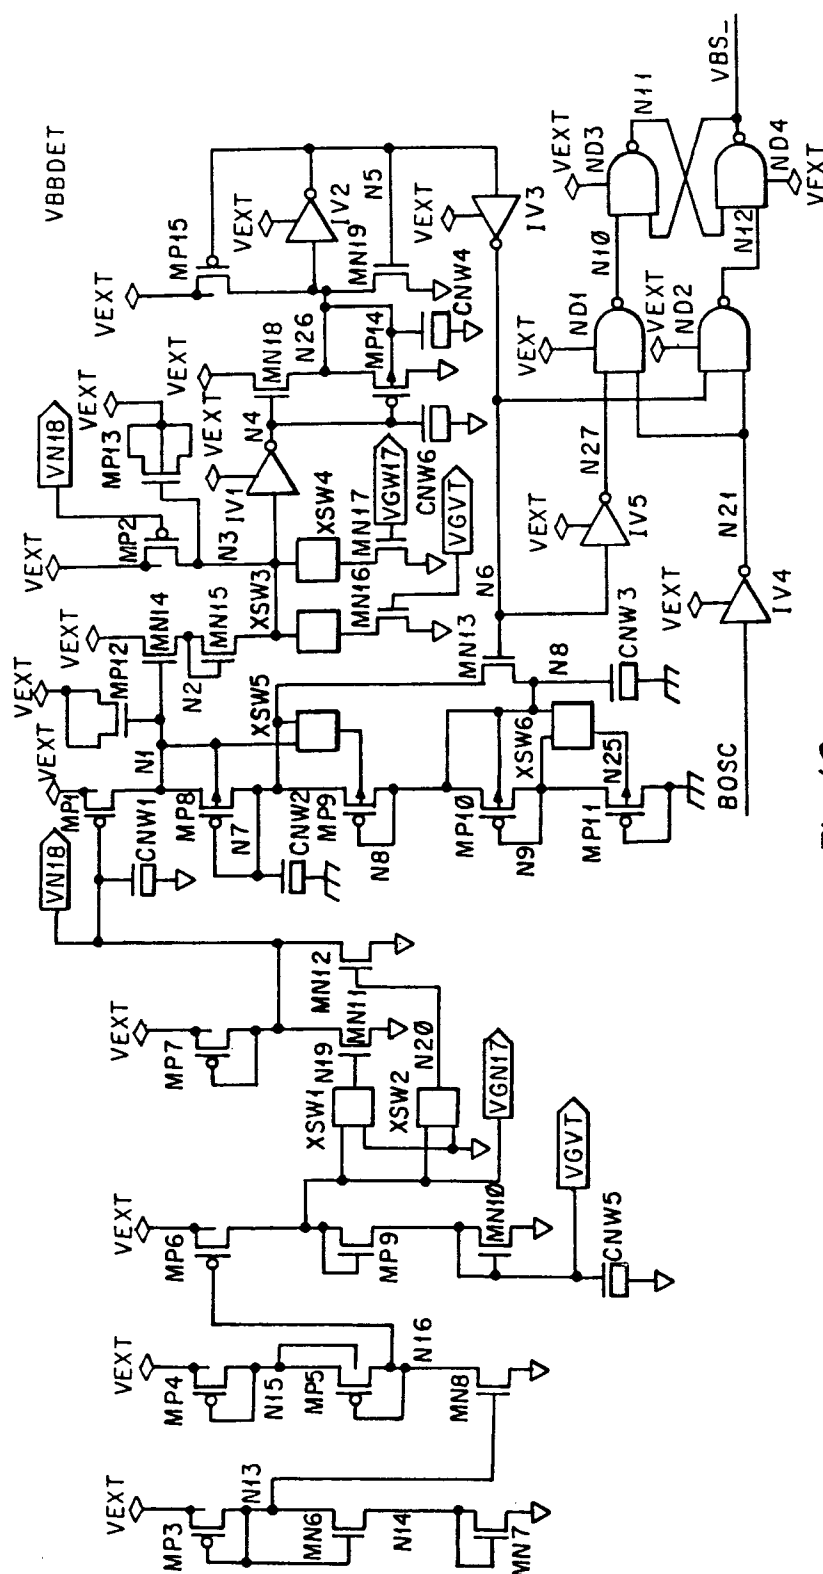 VBBDET
VEXT
MP3
N13
MN6
N14
MN7
VEXT
MP4
N15
MP5
N16
MN8
VEXT
MP6
MP9
MN10
VGVT
CNW5
VGN17
VEXT
MP7
XSW1
XSW2
N19
MN11
N20
MN12
VN18
VEXT
MP1
CNW1
N1
MP8
N7
CNW2
MP9
N8
MP10
N9
MP11
N25
XSW6
XSW5
VEXT
MP12
VEXT
MN14
N2
MN15
XSW3
MN16
VGVT
MN13
N6
N8
CNW3
VEXT
MP2
VN18
N3
XSW4
MN17
VGW17
VEXT
MP13
VEXT
IV1
N4
CNW6
VEXT
MN18
N26
MP14
CNW4
VEXT
MP15
VEXT
IV2
MN19
N5
VEXT
IV3
BOSC
VEXT
IV4
N21
VEXT
IV5
N27
VEXT
ND1
VEXT
ND2
N10
N12
VEXT
ND3
N11
VEXT
ND4
VBS_